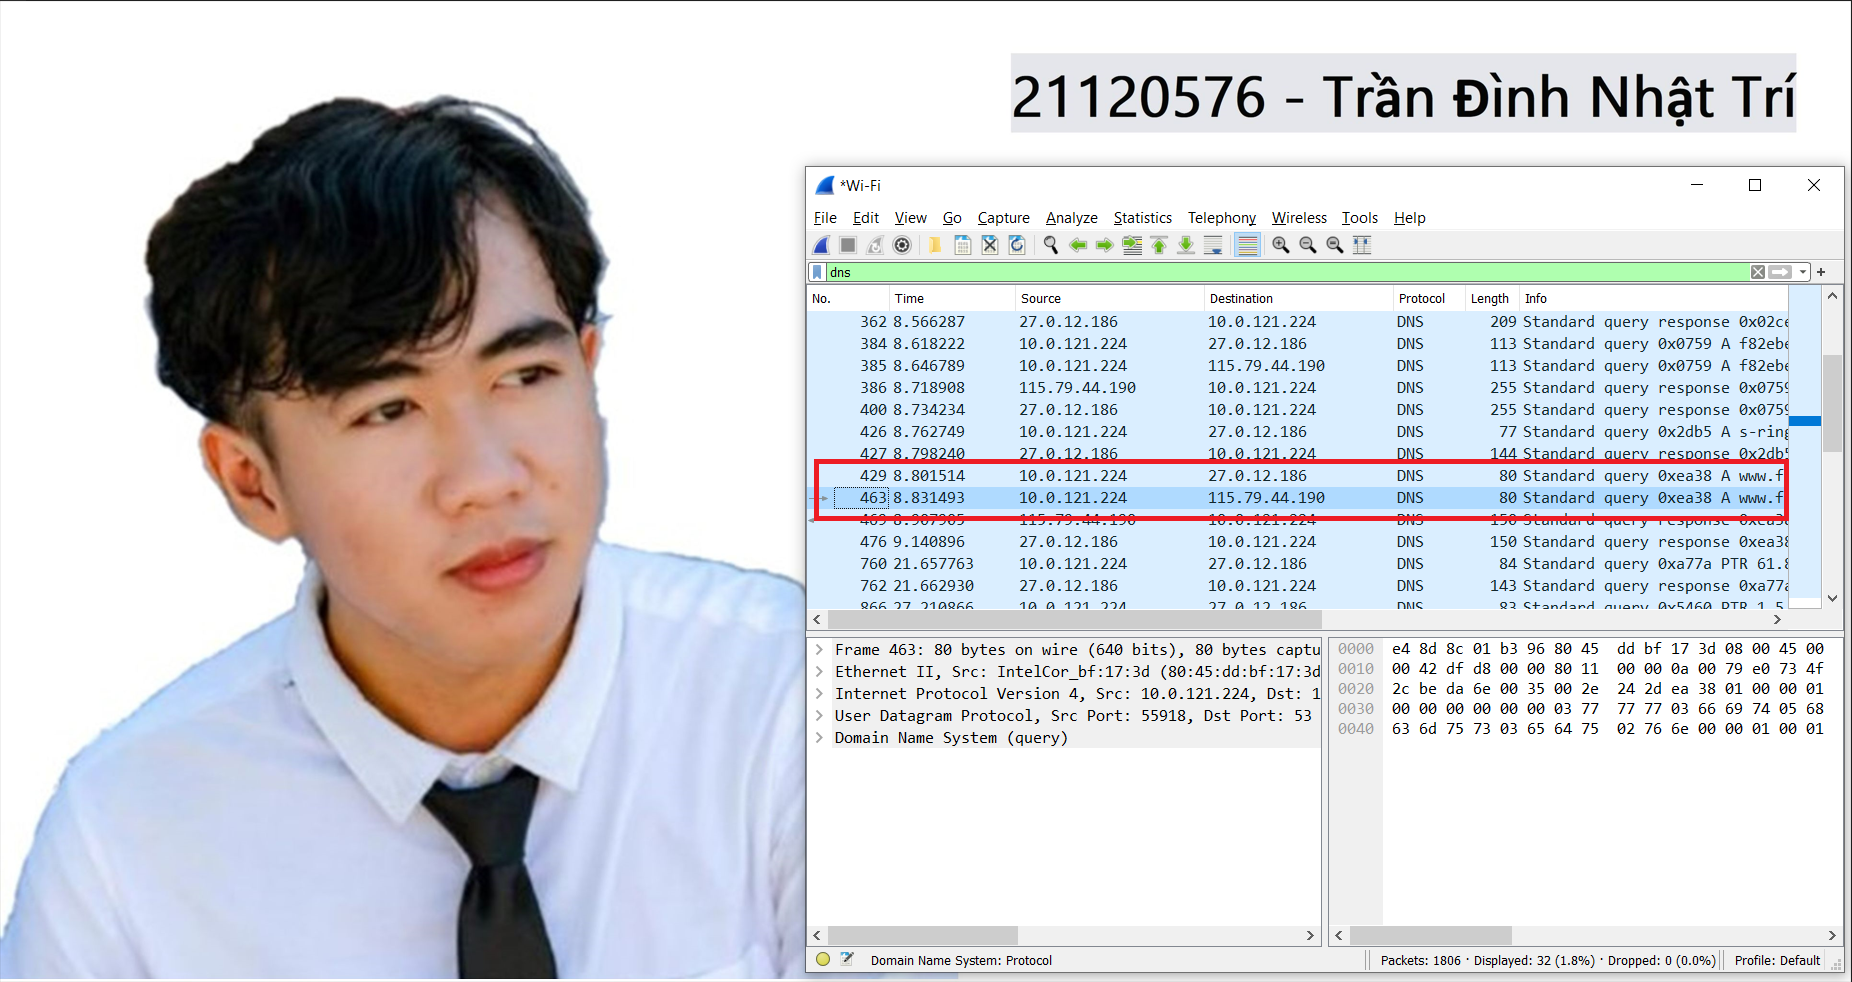 21120576 - Trần Đình Nhật Trí
*Wi-Fi
File Edit View Go Capture Analyze Statistics Telephony Wireless Tools Help
dns
No. Time Source Destination Protocol Length Info
362 8.566287 27.0.12.186 10.0.121.224 DNS 209 Standard query response 0x02ce
384 8.618222 10.0.121.224 27.0.12.186 DNS 113 Standard query 0x0759 A f82ebe
385 8.646789 10.0.121.224 115.79.44.190 DNS 113 Standard query 0x0759 A f82ebe
386 8.718908 115.79.44.190 10.0.121.224 DNS 255 Standard query response 0x0759
400 8.734234 27.0.12.186 10.0.121.224 DNS 255 Standard query response 0x0759
426 8.762749 10.0.121.224 27.0.12.186 DNS 77 Standard query 0x2db5 A s-ring
427 8.798240 27.0.12.186 10.0.121.224 DNS 144 Standard query response 0x2db5
429 8.801514 10.0.121.224 27.0.12.186 DNS 80 Standard query 0xea38 A www.f
463 8.831493 10.0.121.224 115.79.44.190 DNS 80 Standard query 0xea38 A www.f
469 8.907905 115.79.44.190 10.0.121.224 DNS 150 Standard query response 0xea38
476 9.140896 27.0.12.186 10.0.121.224 DNS 150 Standard query response 0xea38
760 21.657763 10.0.121.224 27.0.12.186 DNS 84 Standard query 0xa77a PTR 61.8
762 21.662930 27.0.12.186 10.0.121.224 DNS 143 Standard query response 0xa77a
866 27.210866 10.0.121.224 27.0.12.186 DNS 83 Standard query 0x5460 PTR 1.5
Frame 463: 80 bytes on wire (640 bits), 80 bytes captu
Ethernet II, Src: IntelCor_bf:17:3d (80:45:dd:bf:17:3d
Internet Protocol Version 4, Src: 10.0.121.224, Dst: 1
User Datagram Protocol, Src Port: 55918, Dst Port: 53
Domain Name System (query)
0000 e4 8d 8c 01 b3 96 80 45 dd bf 17 3d 08 00 45 00
0010 00 42 df d8 00 00 80 11 00 00 0a 00 79 e0 73 4f
0020 2c be da 6e 00 35 00 2e 24 2d ea 38 01 00 00 01
0030 00 00 00 00 00 00 03 77 77 77 03 66 69 74 05 68
0040 63 6d 75 73 03 65 64 75 02 76 6e 00 00 01 00 01
Domain Name System: Protocol
Packets: 1806 · Displayed: 32 (1.8%) · Dropped: 0 (0.0%)
Profile: Default